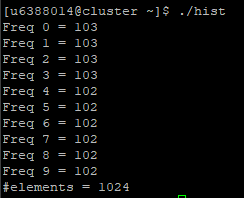 [u6388014@cluster ~]$ ./hist
Freq 0 = 103
Freq 1 = 103
Freq 2 = 103
Freq 3 = 103
Freq 4 = 102
Freq 5 = 102
Freq 6 = 102
Freq 7 = 102
Freq 8 = 102
Freq 9 = 102
#elements = 1024